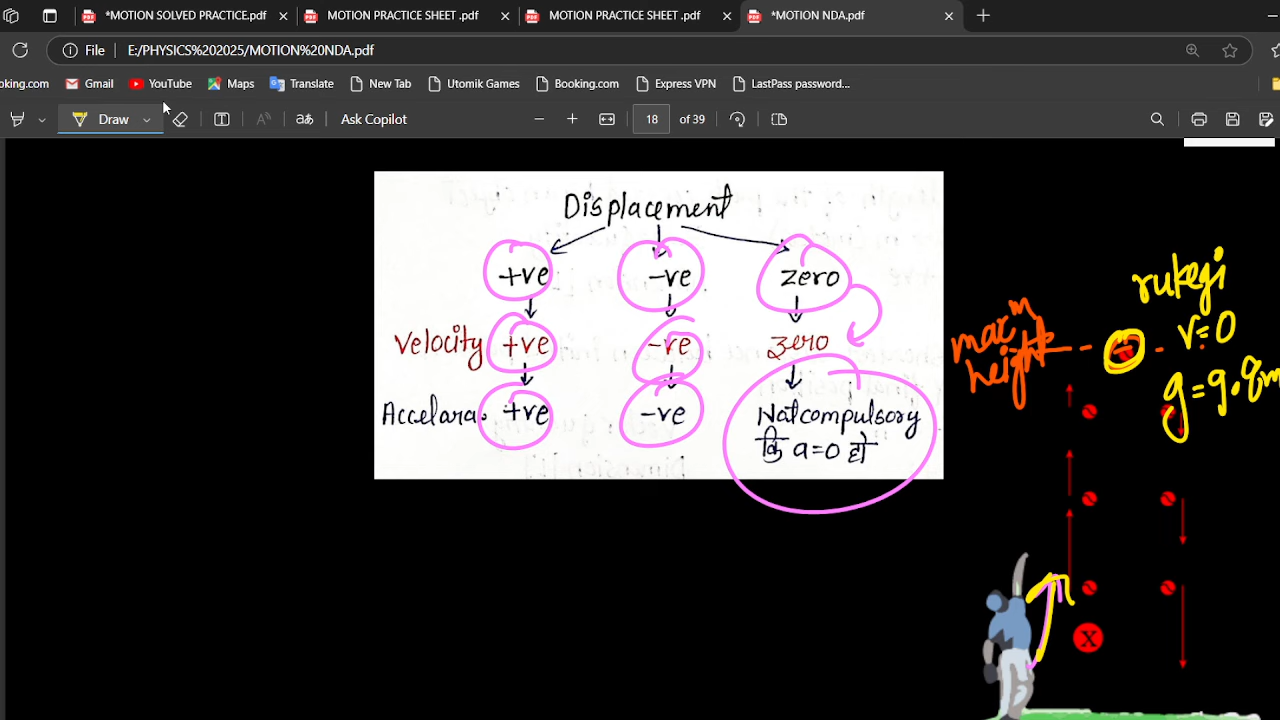 *MOTION SOLVED PRACTICE.pdf
MOTION PRACTICE SHEET .pdf
MOTION PRACTICE SHEET .pdf
*MOTION NDA.pdf
File E:/PHYSICS%202025/MOTION%20NDA.pdf
oking.com Gmail YouTube Maps Translate New Tab Utomik Games Booking.com Express VPN LastPass password...
Draw Ask Copilot 18 of 39
Displacement
+ve -ve zero
Velocity +ve -ve zero
Accelara. +ve -ve Natcompulsory
कि a=0 हो
rukegi
v=0
maxm
height
g=9.8m
X